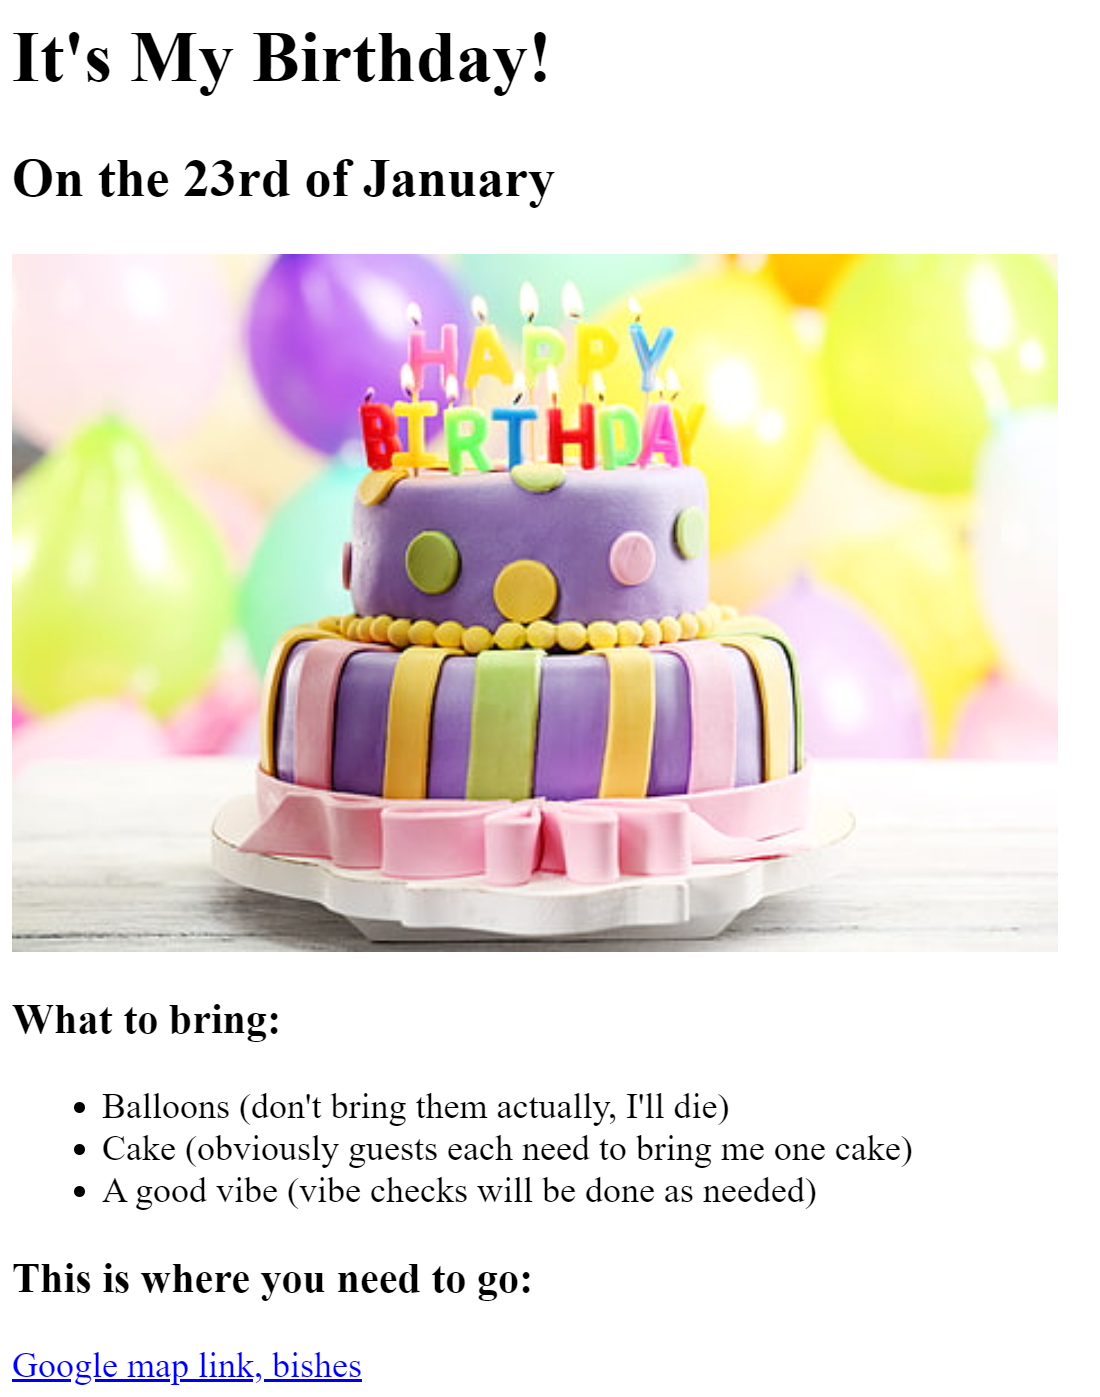 It's My Birthday!
On the 23rd of January
HAPPY
BIRTHDAY
What to bring:
Balloons (don't bring them actually, I'll die)
Cake (obviously guests each need to bring me one cake)
A good vibe (vibe checks will be done as needed)
This is where you need to go:
Google map link, bishes